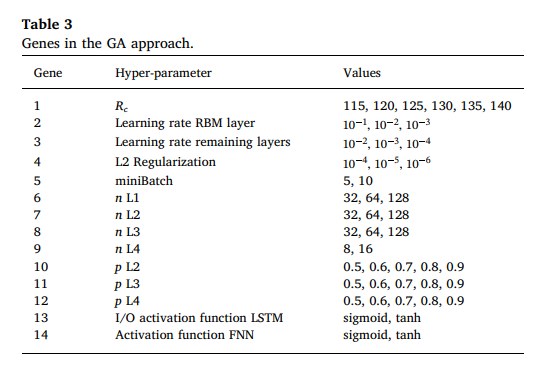 Table 3
Genes in the GA approach.
Gene Hyper-parameter Values
1 R_c 115, 120, 125, 130, 135, 140
2 Learning rate RBM layer 10⁻¹, 10⁻², 10⁻³
3 Learning rate remaining layers 10⁻², 10⁻³, 10⁻⁴
4 L2 Regularization 10⁻⁴, 10⁻⁵, 10⁻⁶
5 miniBatch 5, 10
6 n L1 32, 64, 128
7 n L2 32, 64, 128
8 n L3 32, 64, 128
9 n L4 8, 16
10 p L2 0.5, 0.6, 0.7, 0.8, 0.9
11 p L3 0.5, 0.6, 0.7, 0.8, 0.9
12 p L4 0.5, 0.6, 0.7, 0.8, 0.9
13 I/O activation function LSTM sigmoid, tanh
14 Activation function FNN sigmoid, tanh